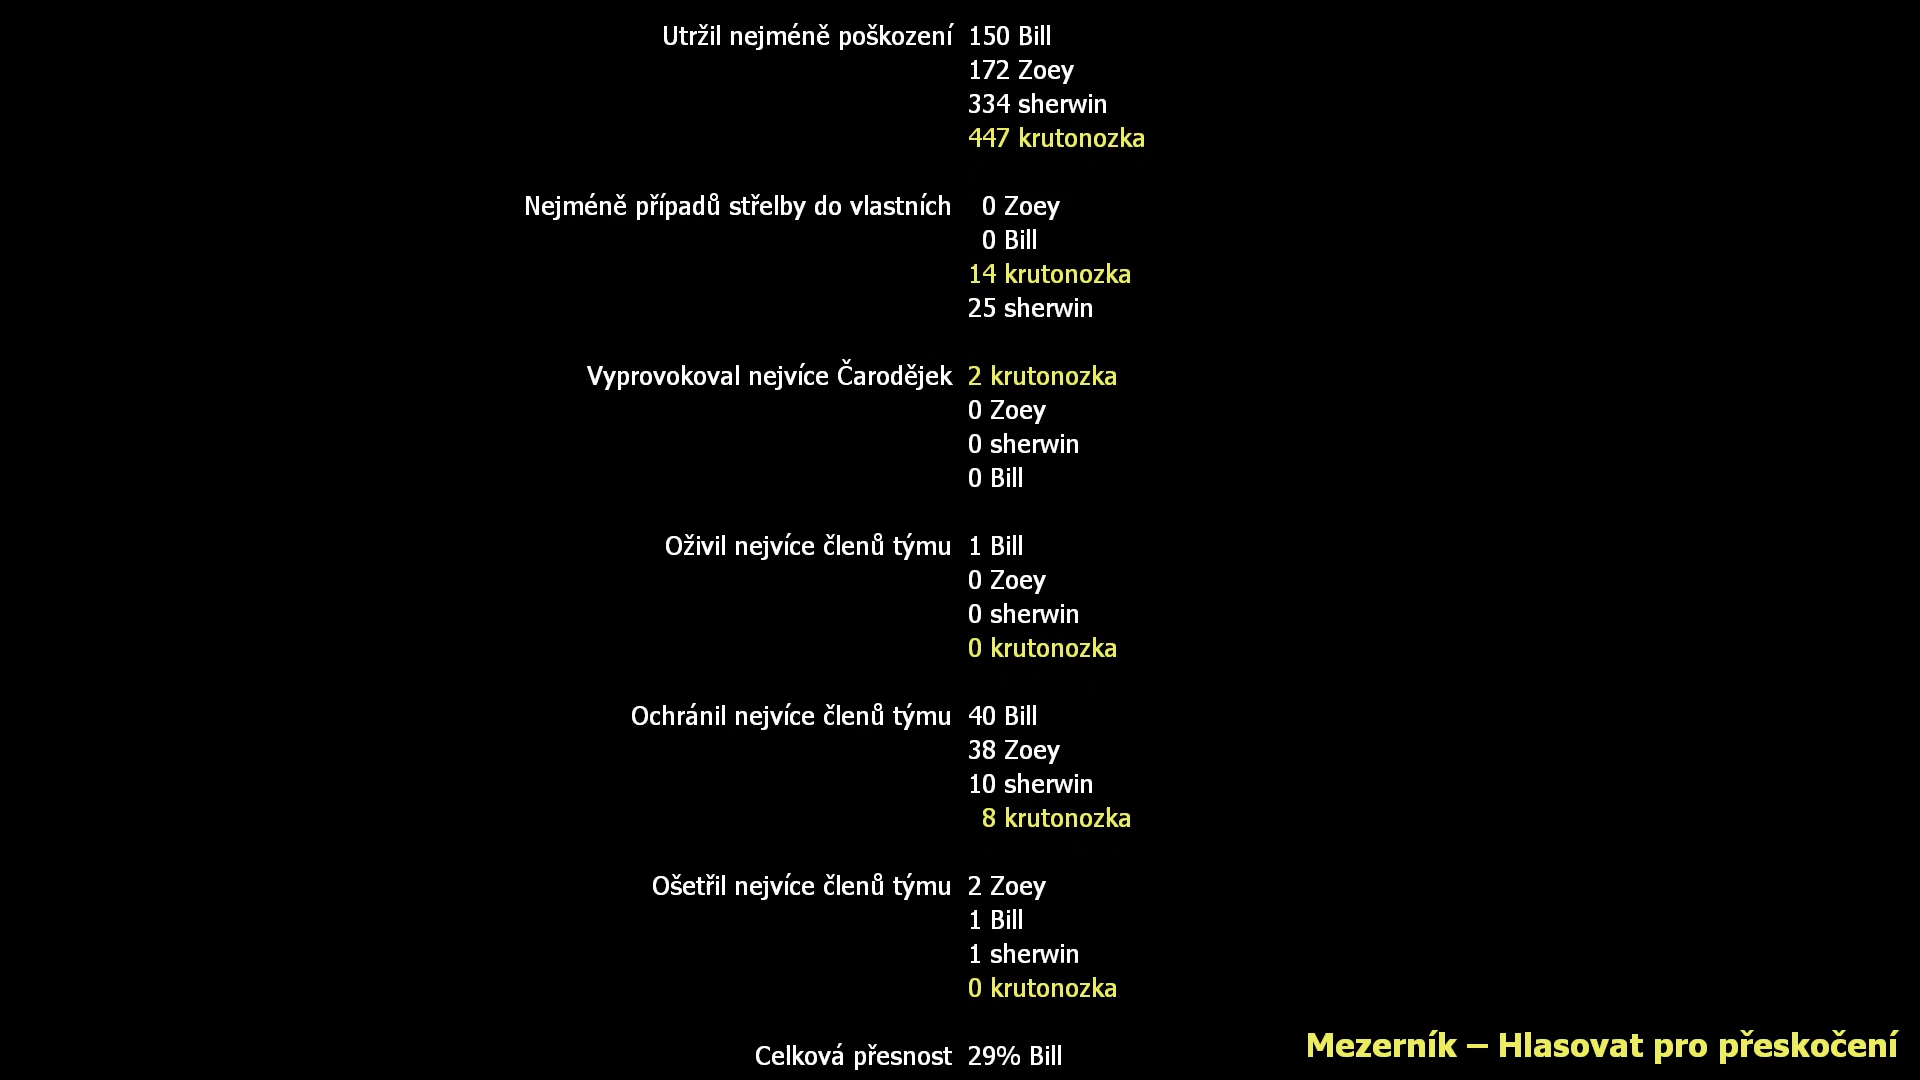 Utržil nejméně poškození 150 Bill
172 Zoey
334 sherwin
447 krutonozka
Nejméně případů střelby do vlastních 0 Zoey
0 Bill
14 krutonozka
25 sherwin
Vyprovokoval nejvíce Čarodějek 2 krutonozka
0 Zoey
0 sherwin
0 Bill
Oživil nejvíce členů týmu 1 Bill
0 Zoey
0 sherwin
0 krutonozka
Ochránil nejvíce členů týmu 40 Bill
38 Zoey
10 sherwin
8 krutonozka
Ošetřil nejvíce členů týmu 2 Zoey
1 Bill
1 sherwin
0 krutonozka
Celková přesnost 29% Bill
Mezerník – Hlasovat pro přeskočení